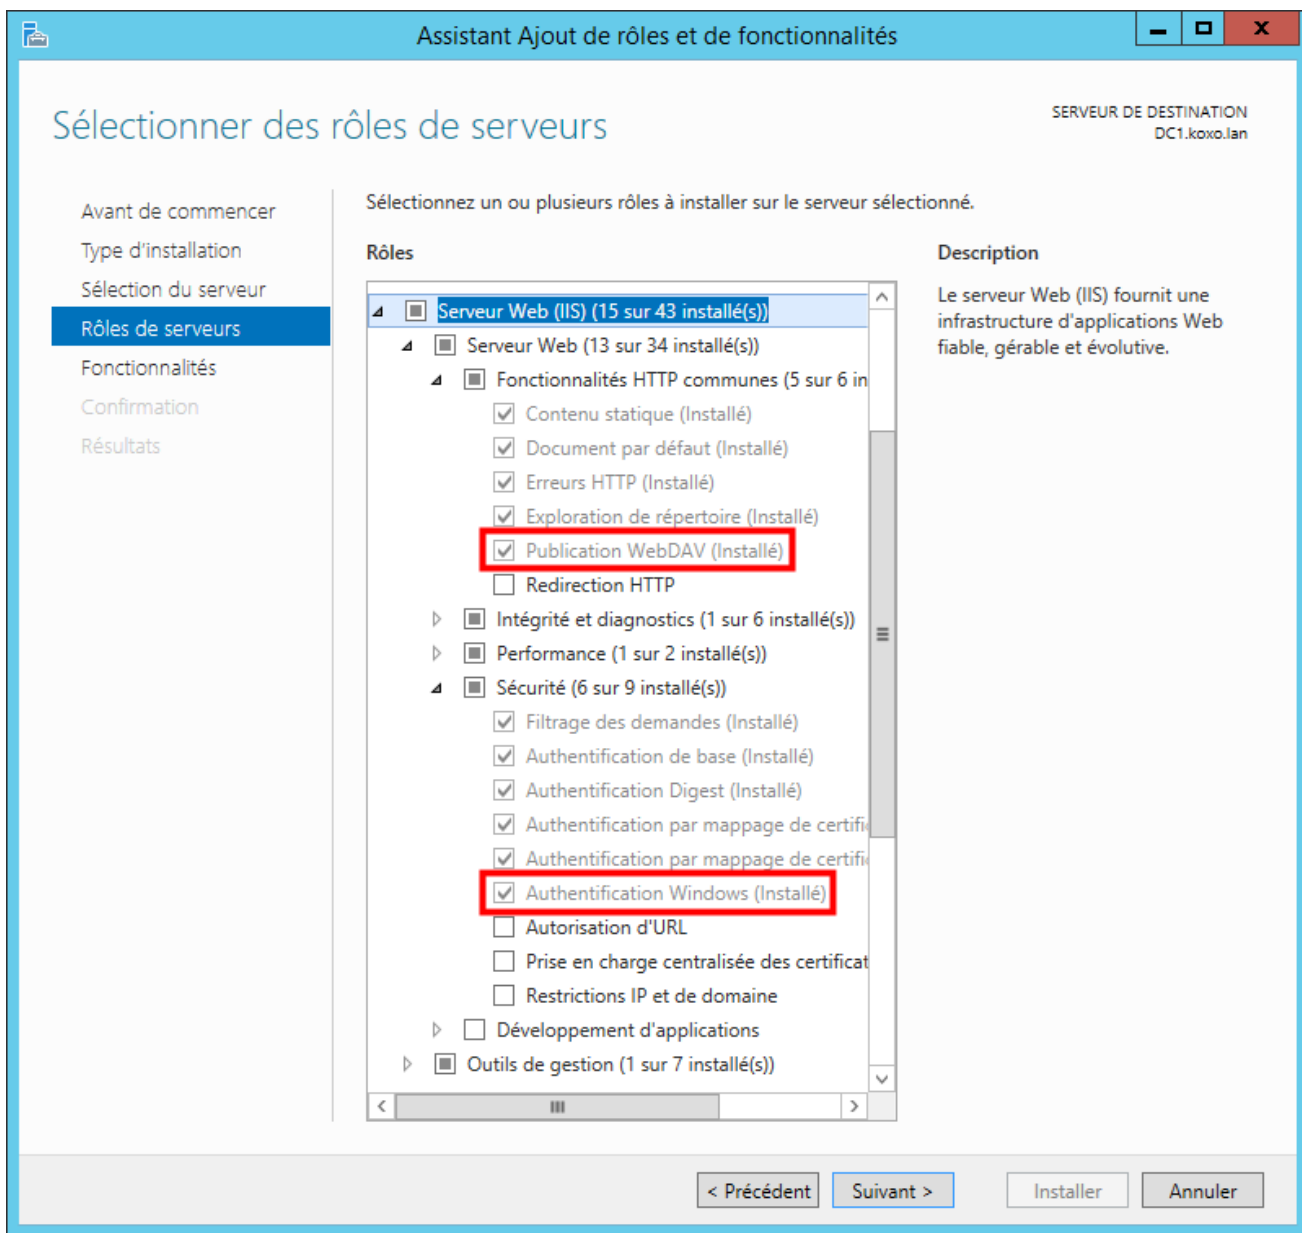 Assistant Ajout de rôles et de fonctionnalités
Sélectionner des rôles de serveurs
SERVEUR DE DESTINATION
DC1.koxo.lan
Avant de commencer
Type d'installation
Sélection du serveur
Rôles de serveurs
Fonctionnalités
Confirmation
Résultats
Sélectionnez un ou plusieurs rôles à installer sur le serveur sélectionné.
Rôles
Serveur Web (IIS) (15 sur 43 installé(s))
Serveur Web (13 sur 34 installé(s))
Fonctionnalités HTTP communes (5 sur 6 in
Contenu statique (Installé)
Document par défaut (Installé)
Erreurs HTTP (Installé)
Exploration de répertoire (Installé)
Publication WebDAV (Installé)
Redirection HTTP
Intégrité et diagnostics (1 sur 6 installé(s))
Performance (1 sur 2 installé(s))
Sécurité (6 sur 9 installé(s))
Filtrage des demandes (Installé)
Authentification de base (Installé)
Authentification Digest (Installé)
Authentification par mappage de certifi
Authentification par mappage de certifi
Authentification Windows (Installé)
Autorisation d'URL
Prise en charge centralisée des certificat
Restrictions IP et de domaine
Développement d'applications
Outils de gestion (1 sur 7 installé(s))
Description
Le serveur Web (IIS) fournit une
infrastructure d'applications Web
fiable, gérable et évolutive.
< Précédent
Suivant >
Installer
Annuler